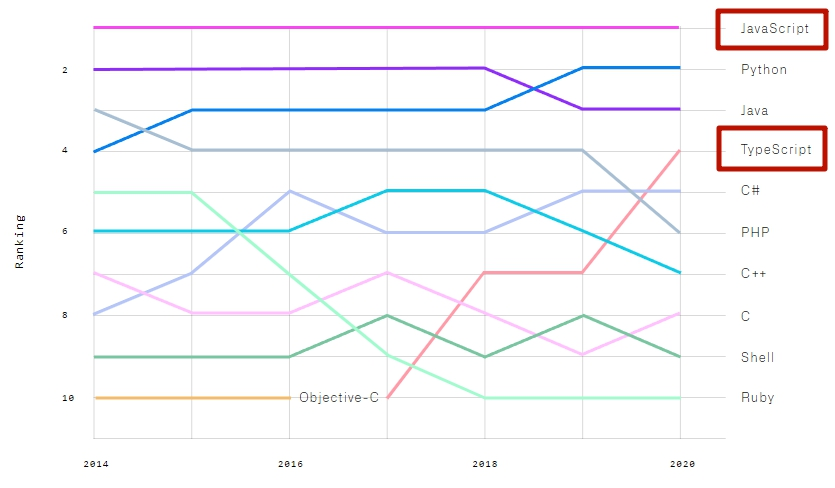 JavaScript
2
Python
Java
4
TypeScript
C#
6
PHP
Ranking
C++
8
C
Shell
10
Objective-C
Ruby
2014
2016
2018
2020